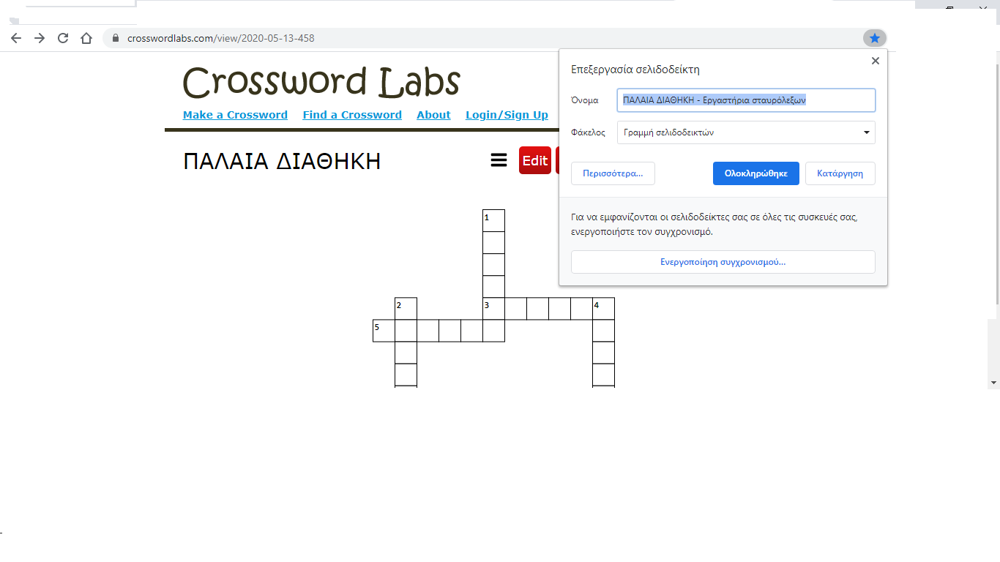 crosswordlabs.com/view/2020-05-13-458
Crossword Labs
Make a Crossword Find a Crossword About Login/Sign Up
ΠΑΛΑΙΑ ΔΙΑΘΗΚΗ
Edit
Επεξεργασία σελιδοδείκτη
Όνομα ΠΑΛΑΙΑ ΔΙΑΘΗΚΗ - Εργαστήρια σταυρόλεξων
Φάκελος Γραμμή σελιδοδεικτών
Περισσότερα... Ολοκληρώθηκε Κατάργηση
Για να εμφανίζονται οι σελιδοδείκτες σας σε όλες τις συσκευές σας,
ενεργοποιήστε τον συγχρονισμό.
Ενεργοποίηση συγχρονισμού...
1
2 3 4
5